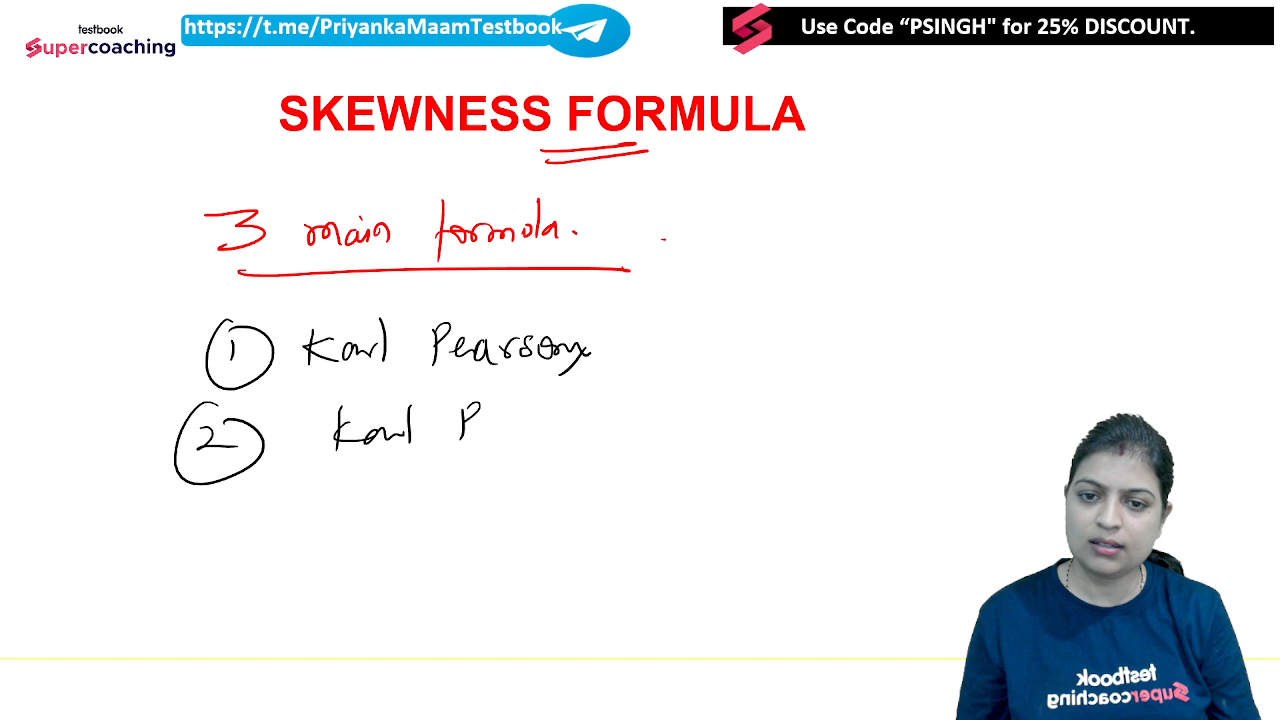 testbook
Supercoaching
https://t.me/PriyankaMaamTestbook
Use Code “PSINGH" for 25% DISCOUNT.
SKEWNESS FORMULA
3 main formula.
1 Karl Pearsons
2 Karl P
testbook
Supercoaching